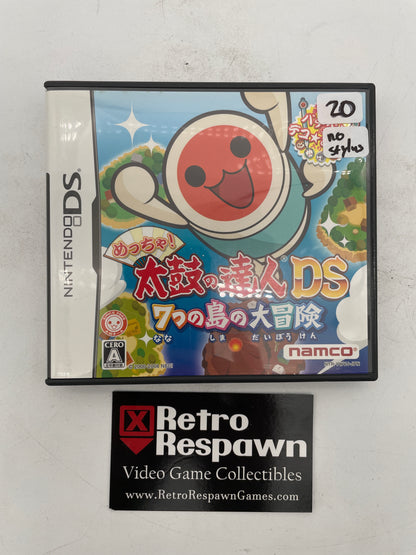 NINTENDO DS
20
no
stylus
めっちゃ!
太鼓の達人 DS
7つの島の大冒険
なな しま だいぼうけん
CERO
A
namco
Retro
Respawn
Video Game Collectibles
www.RetroRespawnGames.com